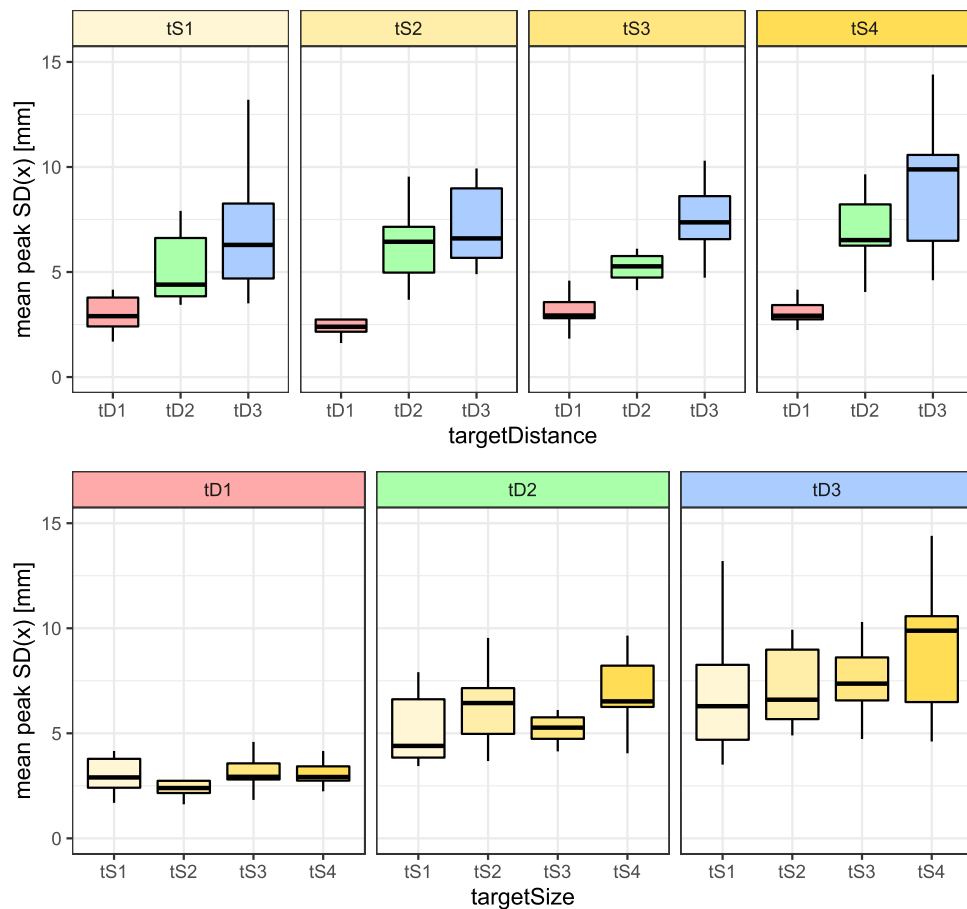 tS1 tS2 tS3 tS4
15
10
5
0
mean peak SD(x) [mm]
tD1 tD2 tD3 tD1 tD2 tD3 tD1 tD2 tD3 tD1 tD2 tD3
targetDistance
tD1 tD2 tD3
15
10
5
0
mean peak SD(x) [mm]
tS1 tS2 tS3 tS4 tS1 tS2 tS3 tS4 tS1 tS2 tS3 tS4
targetSize